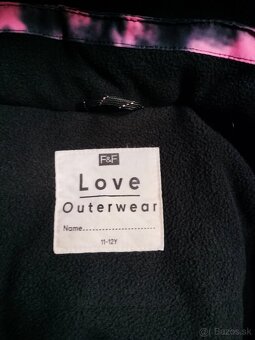 F&F
Love
Outerwear
Name....................
11-12Y
Bazos.sk